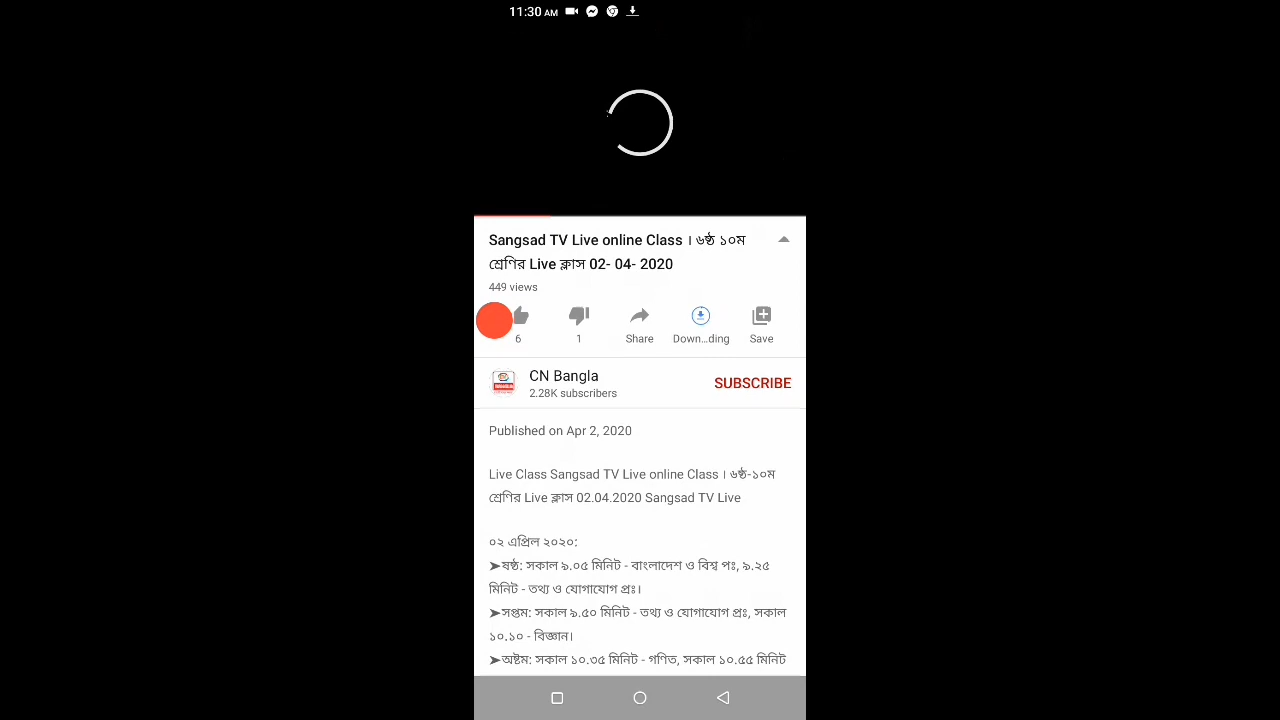 11:30 AM
Sangsad TV Live online Class । ৬ষ্ঠ ১০ম
শ্রেণির Live ক্লাস 02- 04- 2020
449 views
6 1 Share Down...ding Save
CN Bangla
2.28K subscribers
SUBSCRIBE
Published on Apr 2, 2020
Live Class Sangsad TV Live online Class । ৬ষ্ঠ-১০ম
শ্রেণির Live ক্লাস 02.04.2020 Sangsad TV Live
০২ এপ্রিল ২০২০:
➤ষষ্ঠ: সকাল ৯.০৫ মিনিট - বাংলাদেশ ও বিশ্ব পঃ, ৯.২৫
মিনিট - তথ্য ও যোগাযোগ প্রঃ।
➤সপ্তম: সকাল ৯.৫০ মিনিট - তথ্য ও যোগাযোগ প্রঃ, সকাল
১০.১০ - বিজ্ঞান।
➤অষ্টম: সকাল ১০.৩৫ মিনিট - গণিত, সকাল ১০.৫৫ মিনিট